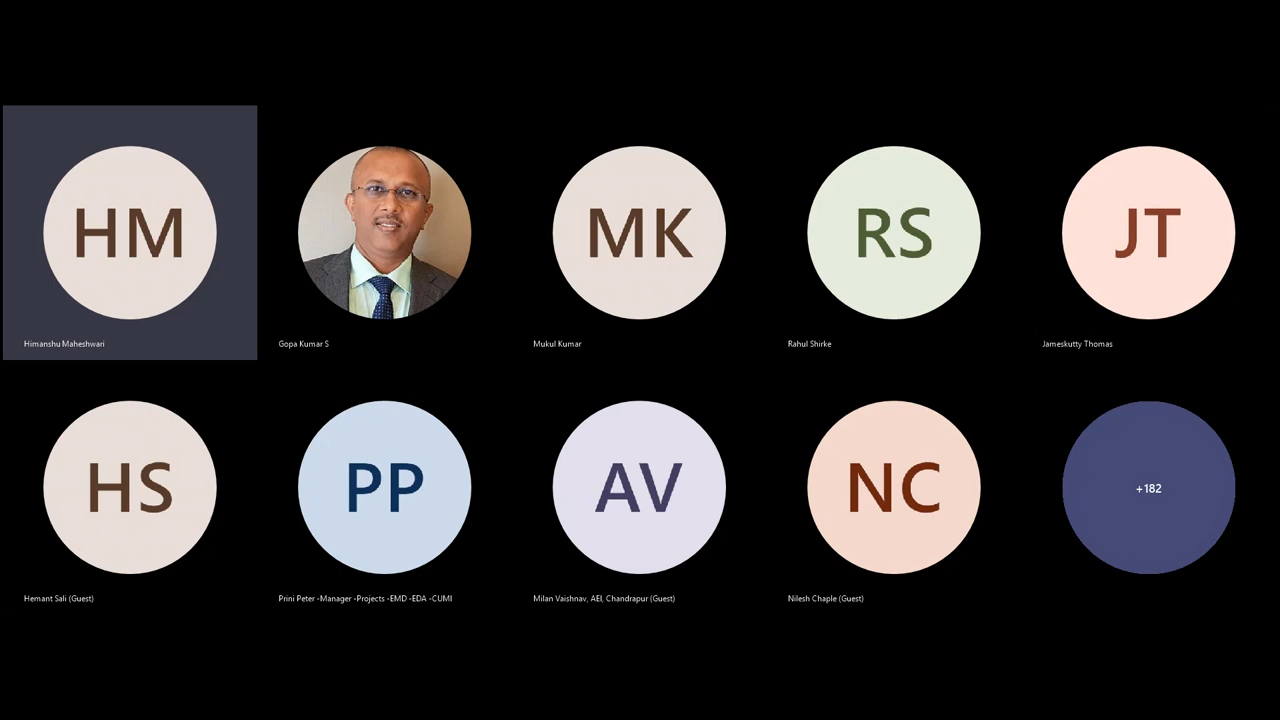 HM
MK
RS
JT
Himanshu Maheshwari
Gopa Kumar S
Mukul Kumar
Rahul Shirke
Jameskutty Thomas
HS
PP
AV
NC
+182
Hemant Sali (Guest)
Prini Peter -Manager -Projects -EMD -EDA -CUMI
Milan Vaishnav, AEI, Chandrapur (Guest)
Nilesh Chaple (Guest)